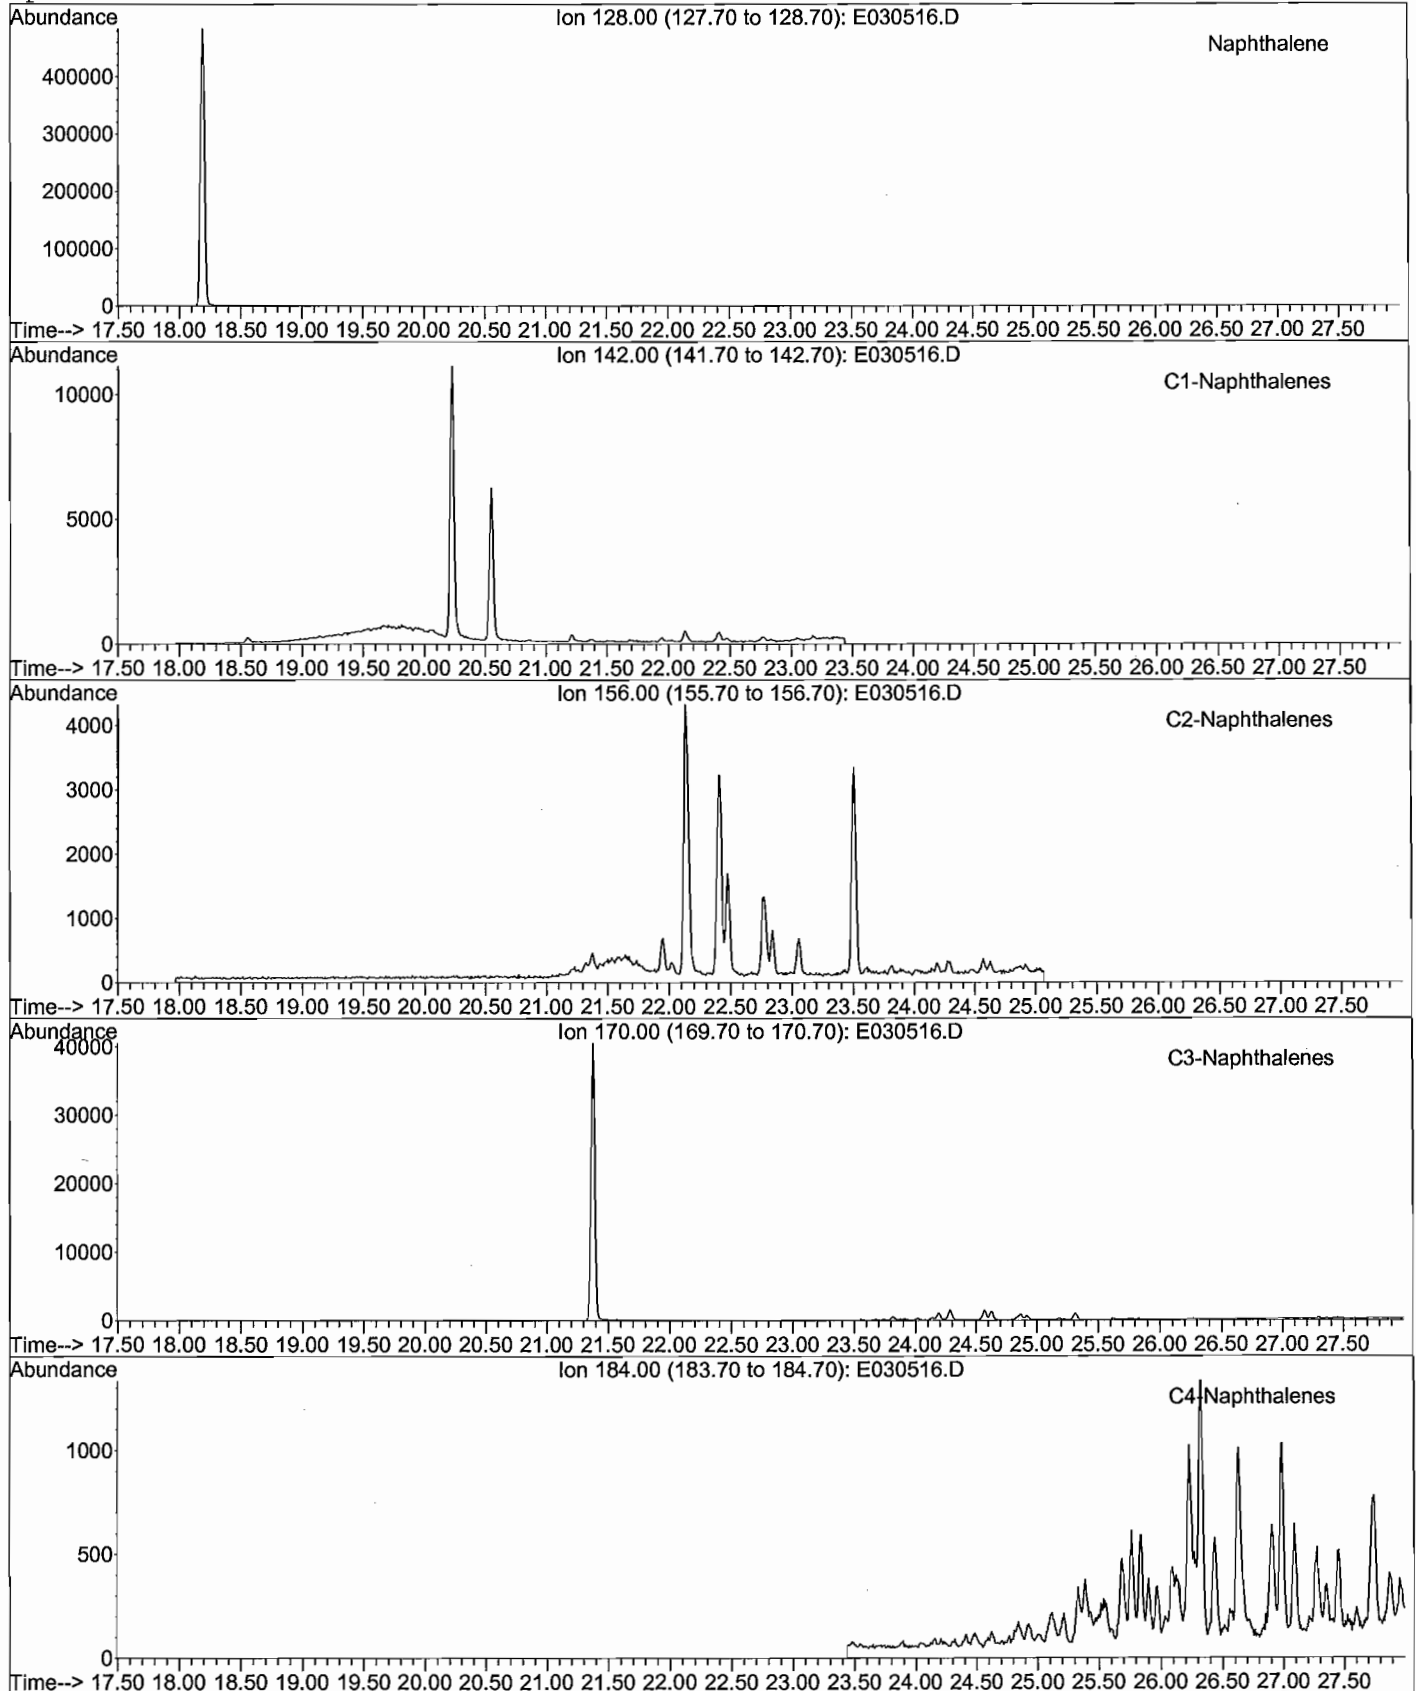 Abundance
Ion 128.00 (127.70 to 128.70): E030516.D
Naphthalene
400000
300000
200000
100000
0
Time--> 17.50 18.00 18.50 19.00 19.50 20.00 20.50 21.00 21.50 22.00 22.50 23.00 23.50 24.00 24.50 25.00 25.50 26.00 26.50 27.00 27.50
Abundance
Ion 142.00 (141.70 to 142.70): E030516.D
C1-Naphthalenes
10000
5000
0
Time--> 17.50 18.00 18.50 19.00 19.50 20.00 20.50 21.00 21.50 22.00 22.50 23.00 23.50 24.00 24.50 25.00 25.50 26.00 26.50 27.00 27.50
Abundance
Ion 156.00 (155.70 to 156.70): E030516.D
C2-Naphthalenes
4000
3000
2000
1000
0
Time--> 17.50 18.00 18.50 19.00 19.50 20.00 20.50 21.00 21.50 22.00 22.50 23.00 23.50 24.00 24.50 25.00 25.50 26.00 26.50 27.00 27.50
Abundance
Ion 170.00 (169.70 to 170.70): E030516.D
C3-Naphthalenes
40000
30000
20000
10000
0
Time--> 17.50 18.00 18.50 19.00 19.50 20.00 20.50 21.00 21.50 22.00 22.50 23.00 23.50 24.00 24.50 25.00 25.50 26.00 26.50 27.00 27.50
Abundance
Ion 184.00 (183.70 to 184.70): E030516.D
C4-Naphthalenes
1000
500
0
Time--> 17.50 18.00 18.50 19.00 19.50 20.00 20.50 21.00 21.50 22.00 22.50 23.00 23.50 24.00 24.50 25.00 25.50 26.00 26.50 27.00 27.50